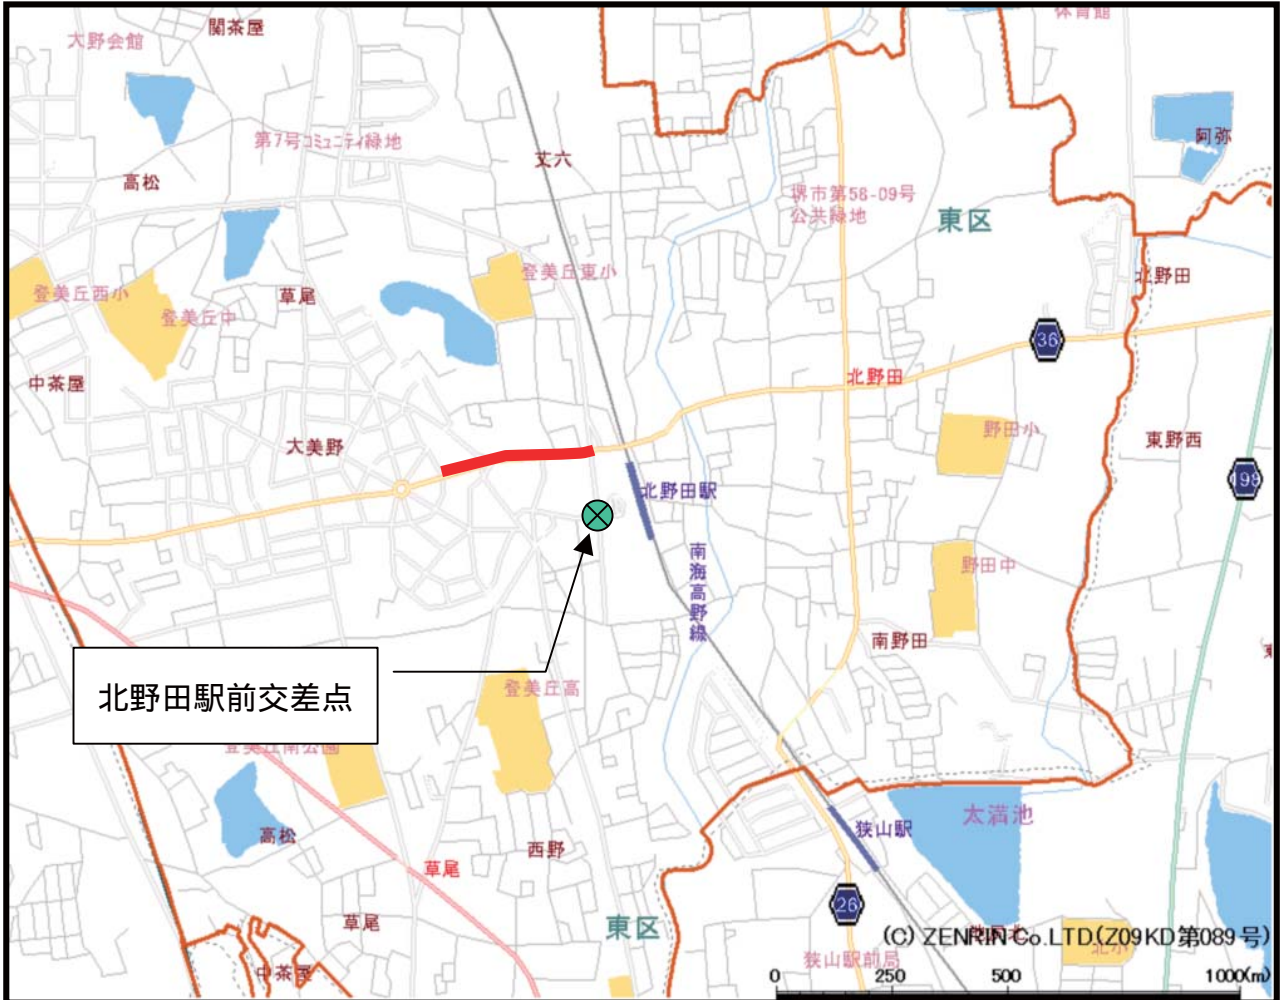 体育館
関茶屋
大野会館
阿弥
第7号コミュニティ緑地
丈六
高松
堺市第58-09号
公共緑地
東区
登美丘東小
北野田
登美丘西小
草尾
登美丘中
36
中茶屋
北野田
野田小
東野西
大美野
198
北野田駅
南海高野線
野田中
南野田
登美丘高
北野田駅前交差点
登美丘南公園
太満池
狭山駅
高松
西野
草尾
26
草尾
東区
(C) ZENRIN Co.LTD(Z09KD第089号)
北小
狭山駅前局
中茶屋
0 250 500 1000(m)